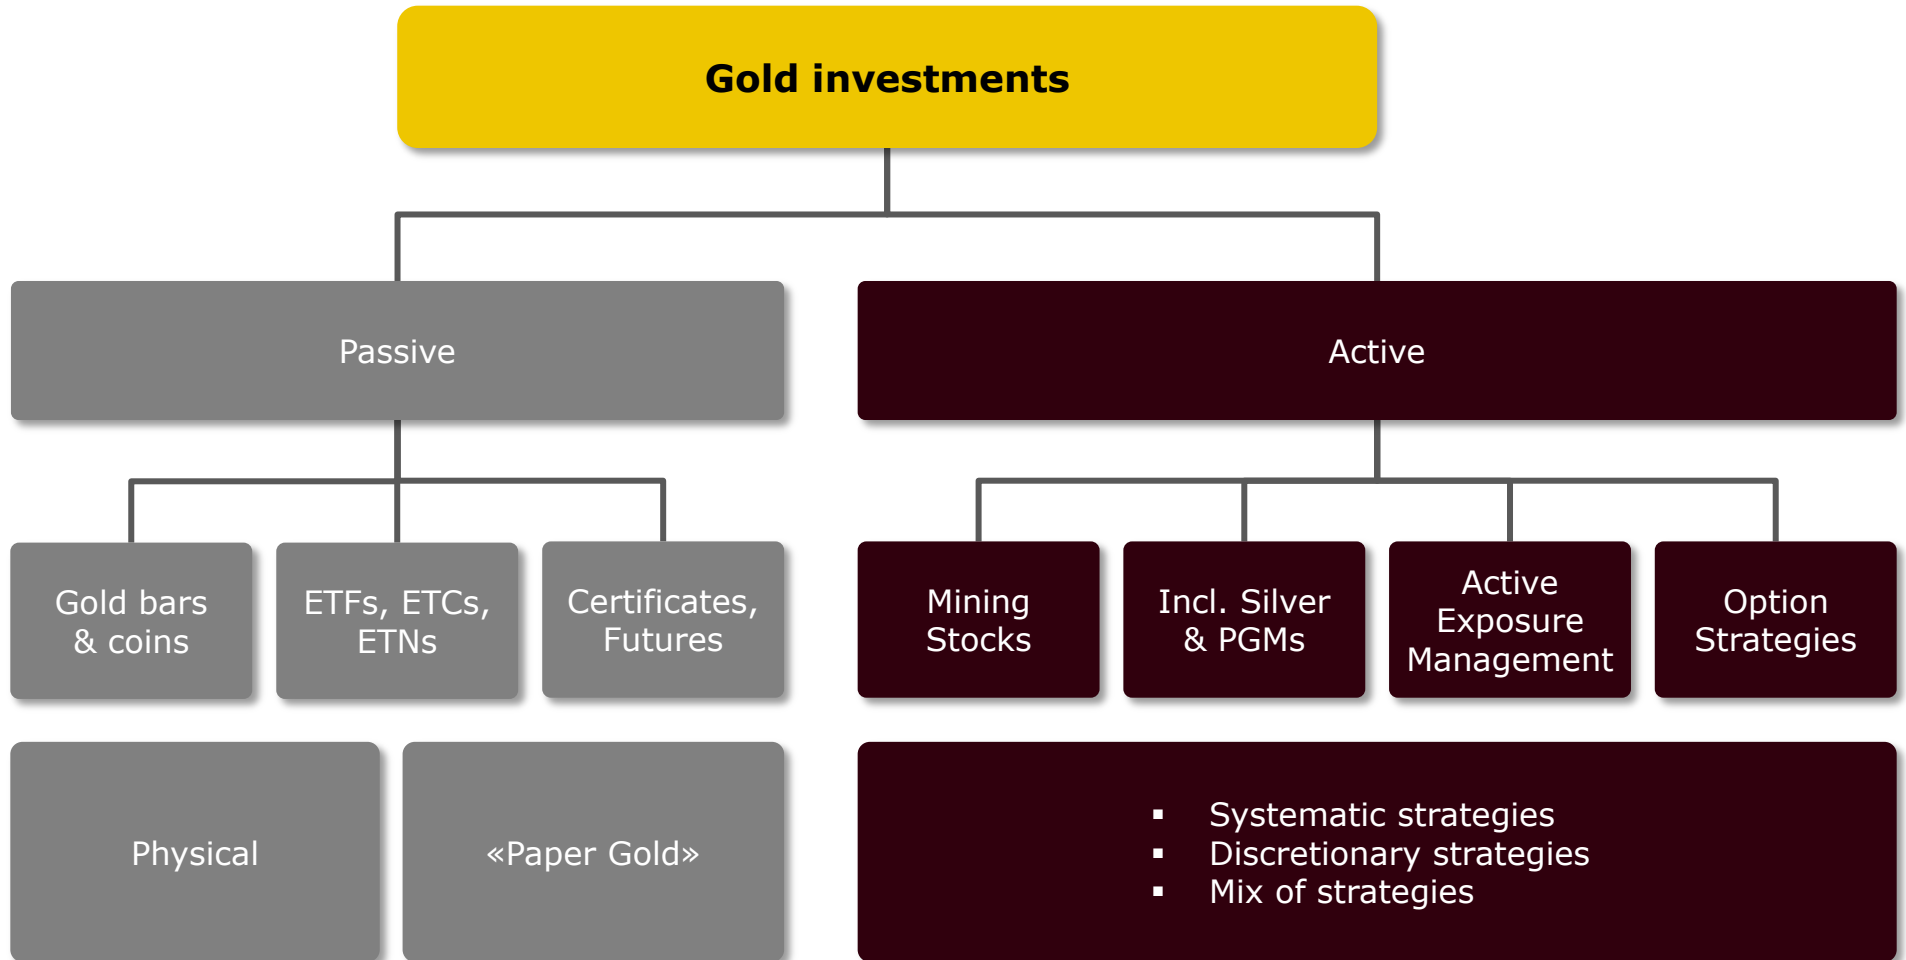 Gold investments
Passive
Active
Gold bars
& coins
ETFs, ETCs,
ETNs
Certificates,
Futures
Mining
Stocks
Incl. Silver
& PGMs
Active
Exposure
Management
Option
Strategies
Physical
«Paper Gold»
▪ Systematic strategies
▪ Discretionary strategies
▪ Mix of strategies